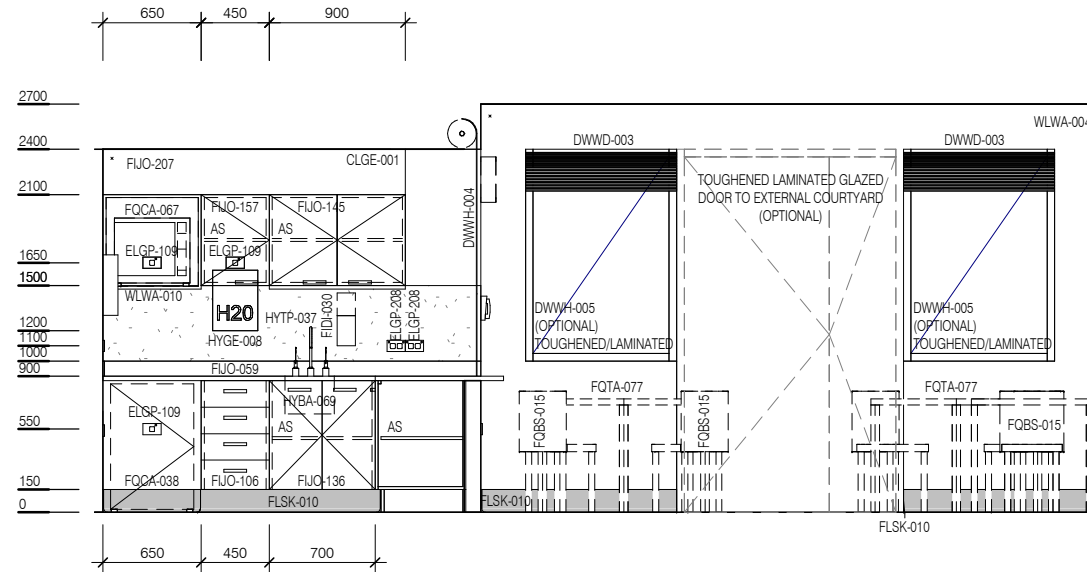 650 450 900
2700
2400
2100
1650
1500
1200
1100
1000
900
550
150
0
WLWA-004
DWWD-003
DWWD-003
FIJO-207
CLGE-001
TOUGHENED LAMINATED GLAZED
DOOR TO EXTERNAL COURTYARD
(OPTIONAL)
FQCA-067
FIJO-157
FIJO-145
DWWH-004
AS
AS
ELGP-109
ELGP-109
WLWA-010
H20
HYGE-008
HYTP-037
FIDI-030
ELGP-208
ELGP-208
DWWH-005
(OPTIONAL)
TOUGHENED/LAMINATED
DWWH-005
(OPTIONAL)
TOUGHENED/LAMINATED
FIJO-059
FQTA-077
FQTA-077
ELGP-109
HYBA-069
AS
AS
FQBS-015
FQBS-015
FQBS-015
FQCA-038
FIJO-106
FIJO-136
FLSK-010
FLSK-010
FLSK-010
650 450 700